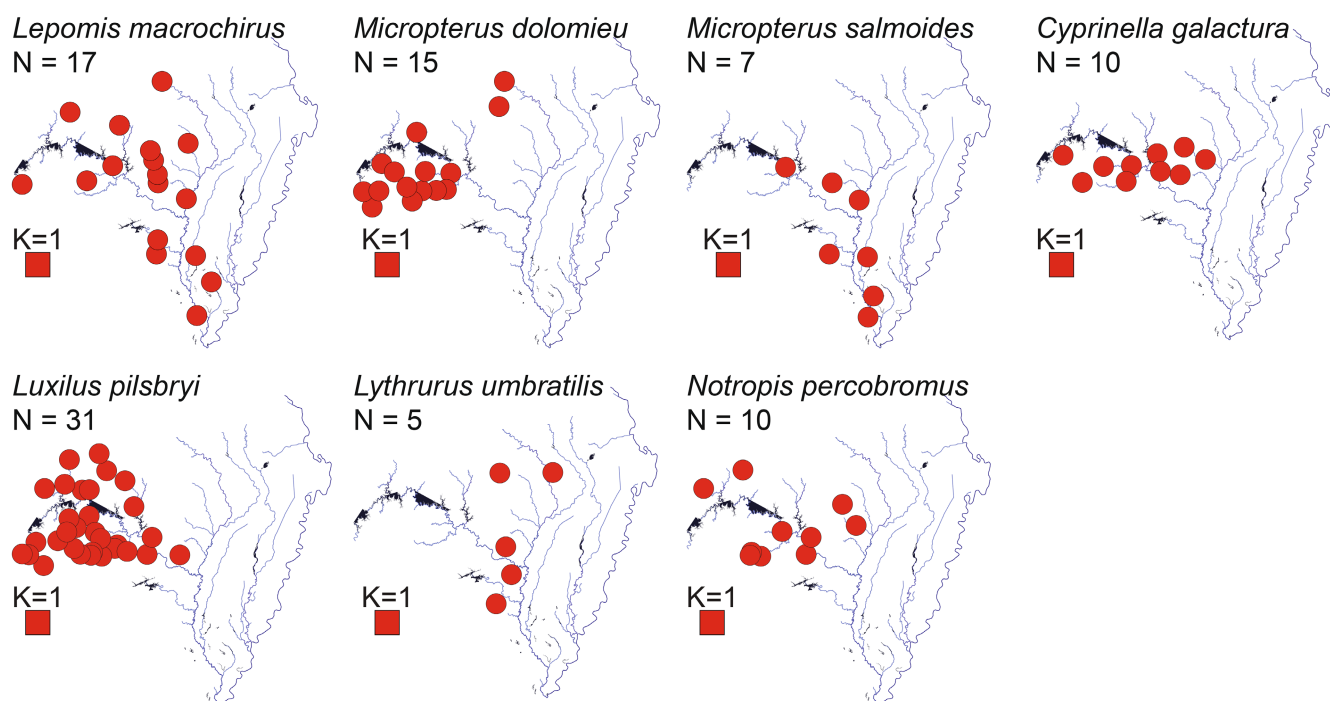 Lepomis macrochirus
N = 17
K=1
Micropterus dolomieu
N = 15
K=1
Micropterus salmoides
N = 7
K=1
Cyprinella galactura
N = 10
K=1
Luxilus pilsbryi
N = 31
K=1
Lythrurus umbratilis
N = 5
K=1
Notropis percobromus
N = 10
K=1